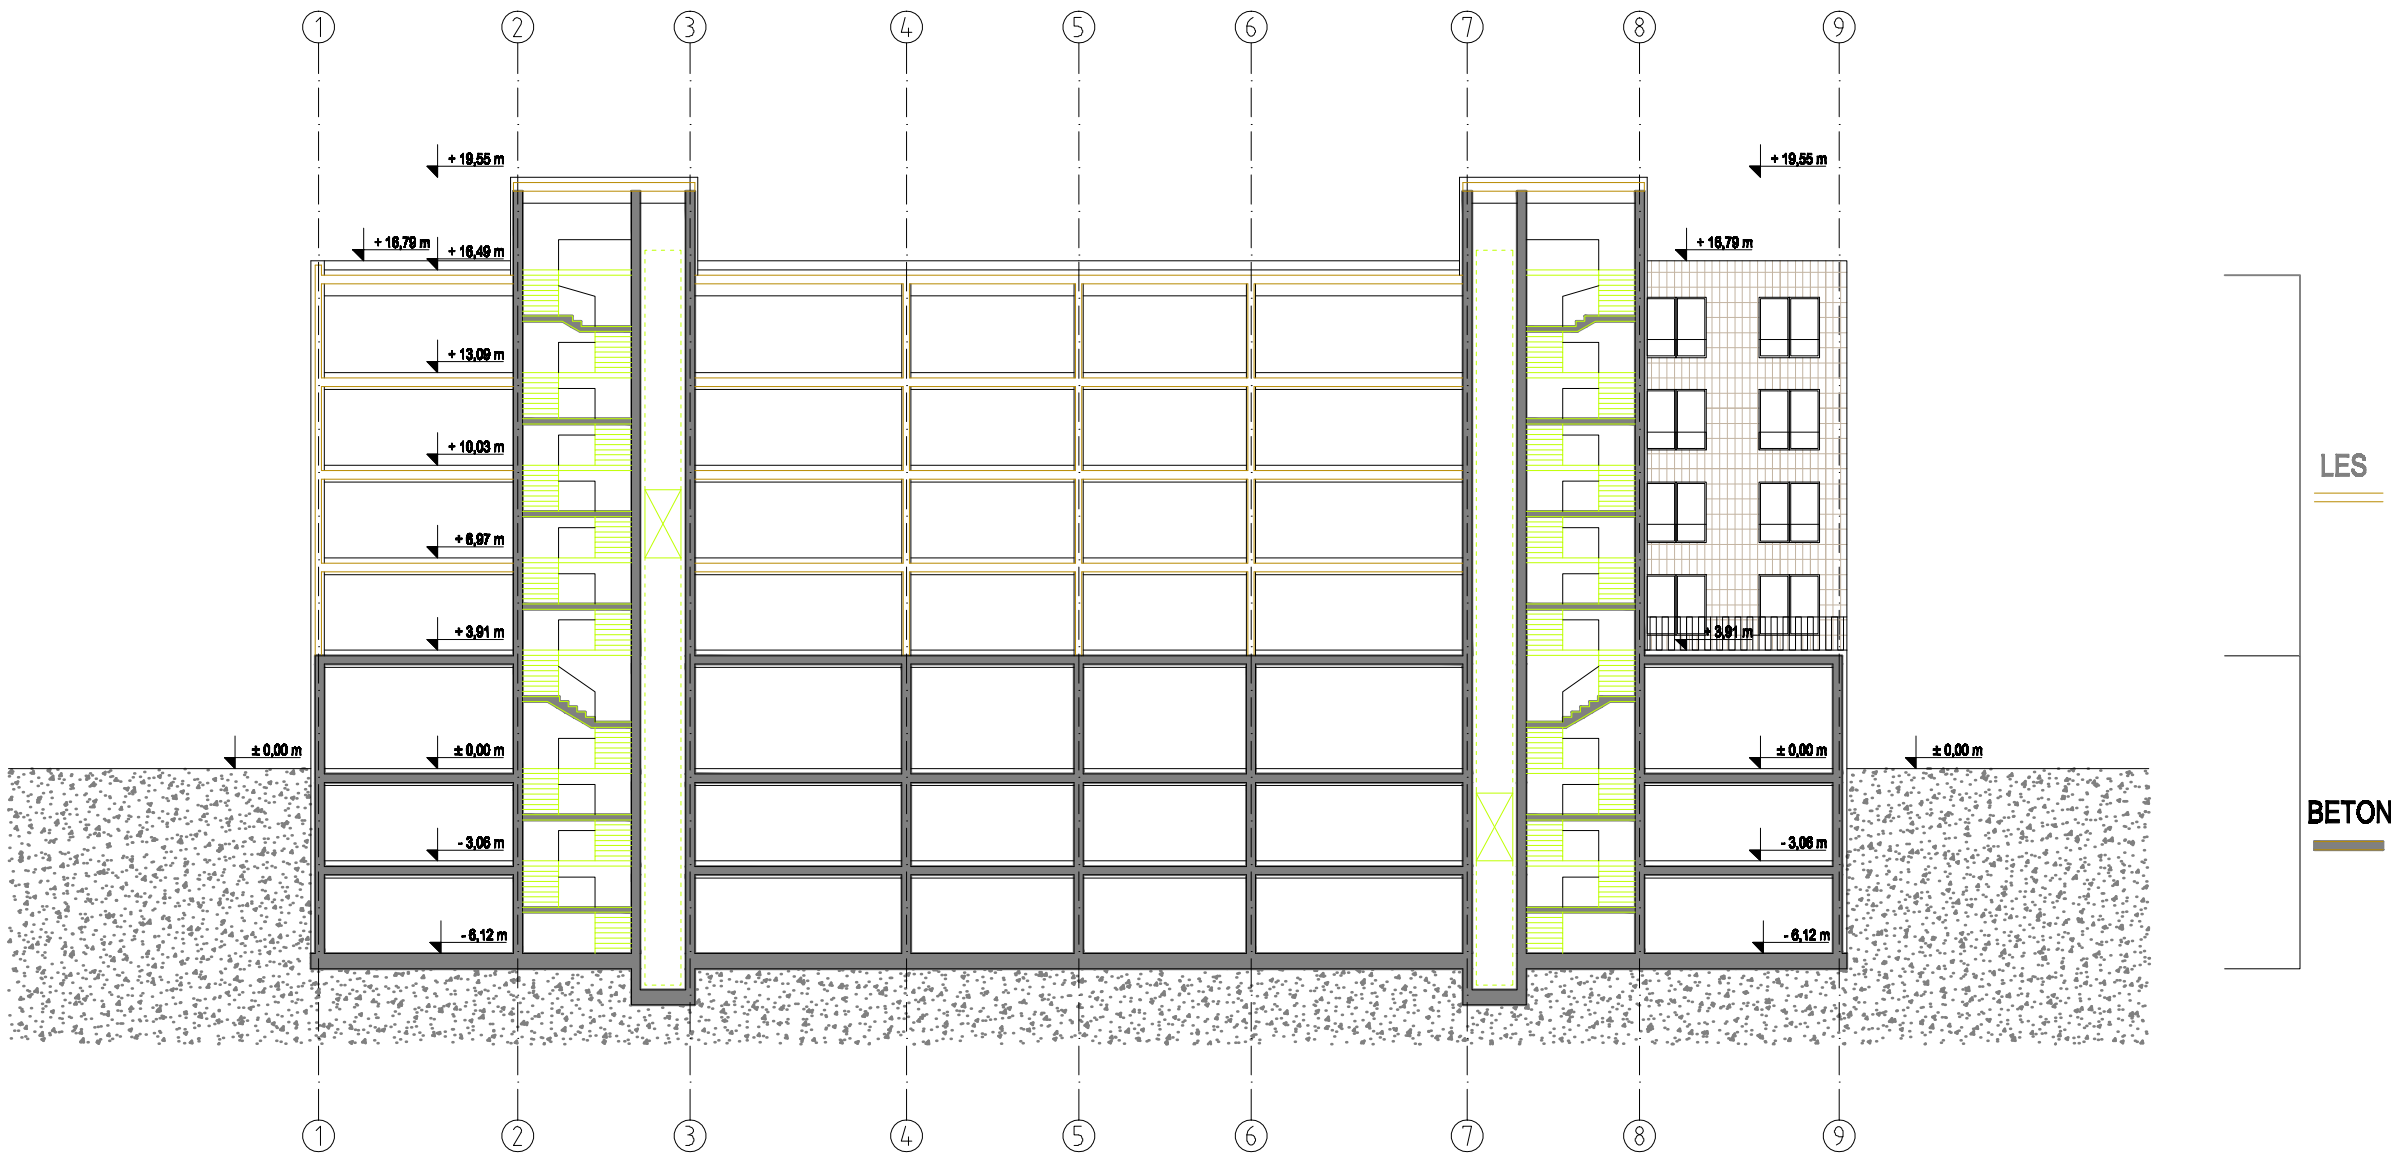 1 2 3 4 5 6 7 8 9
+ 19,55 m + 19,55 m
+ 16,79 m + 16,49 m + 16,79 m
+ 13,09 m
+ 10,03 m
LES
+ 6,97 m
+ 3,91 m + 3,91 m
± 0,00 m ± 0,00 m ± 0,00 m ± 0,00 m
BETON
- 3,06 m - 3,06 m
- 6,12 m - 6,12 m
1 2 3 4 5 6 7 8 9